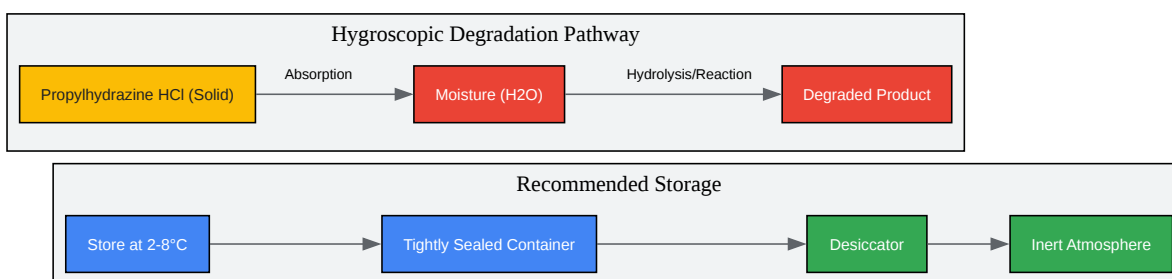 Hygroscopic Degradation Pathway
Propylhydrazine HCl (Solid)
Absorption
Moisture (H2O)
Hydrolysis/Reaction
Degraded Product
Recommended Storage
Store at 2-8°C
Tightly Sealed Container
Desiccator
Inert Atmosphere